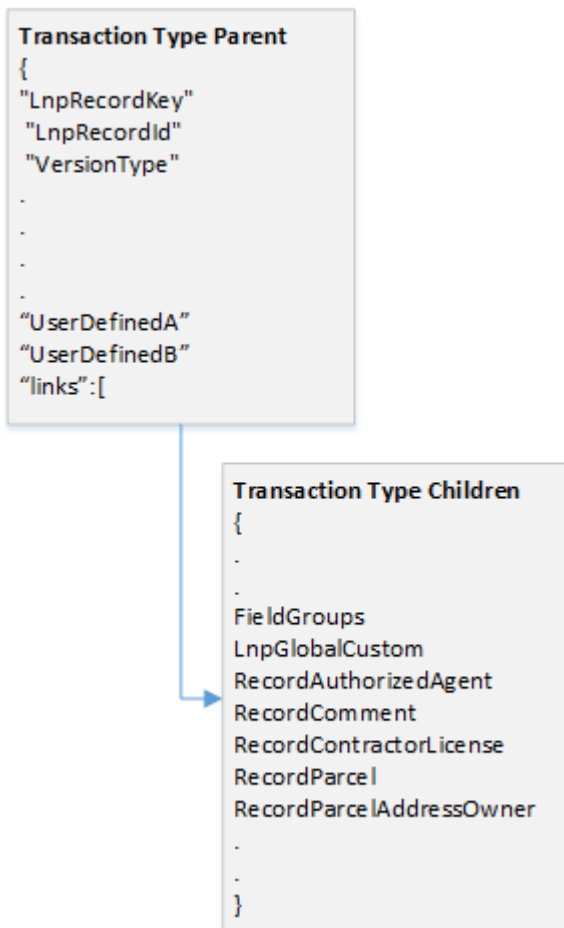 Transaction Type Parent
{
"LnpRecordKey"
"LnpRecordId"
"VersionType"
.
.
.
.
“UserDefinedA”
“UserDefinedB”
“links”:[
Transaction Type Children
{
.
.
FieldGroups
LnpGlobalCustom
RecordAuthorizedAgent
RecordComment
RecordContractorLicense
RecordParcel
RecordParcelAddressOwner
.
.
}